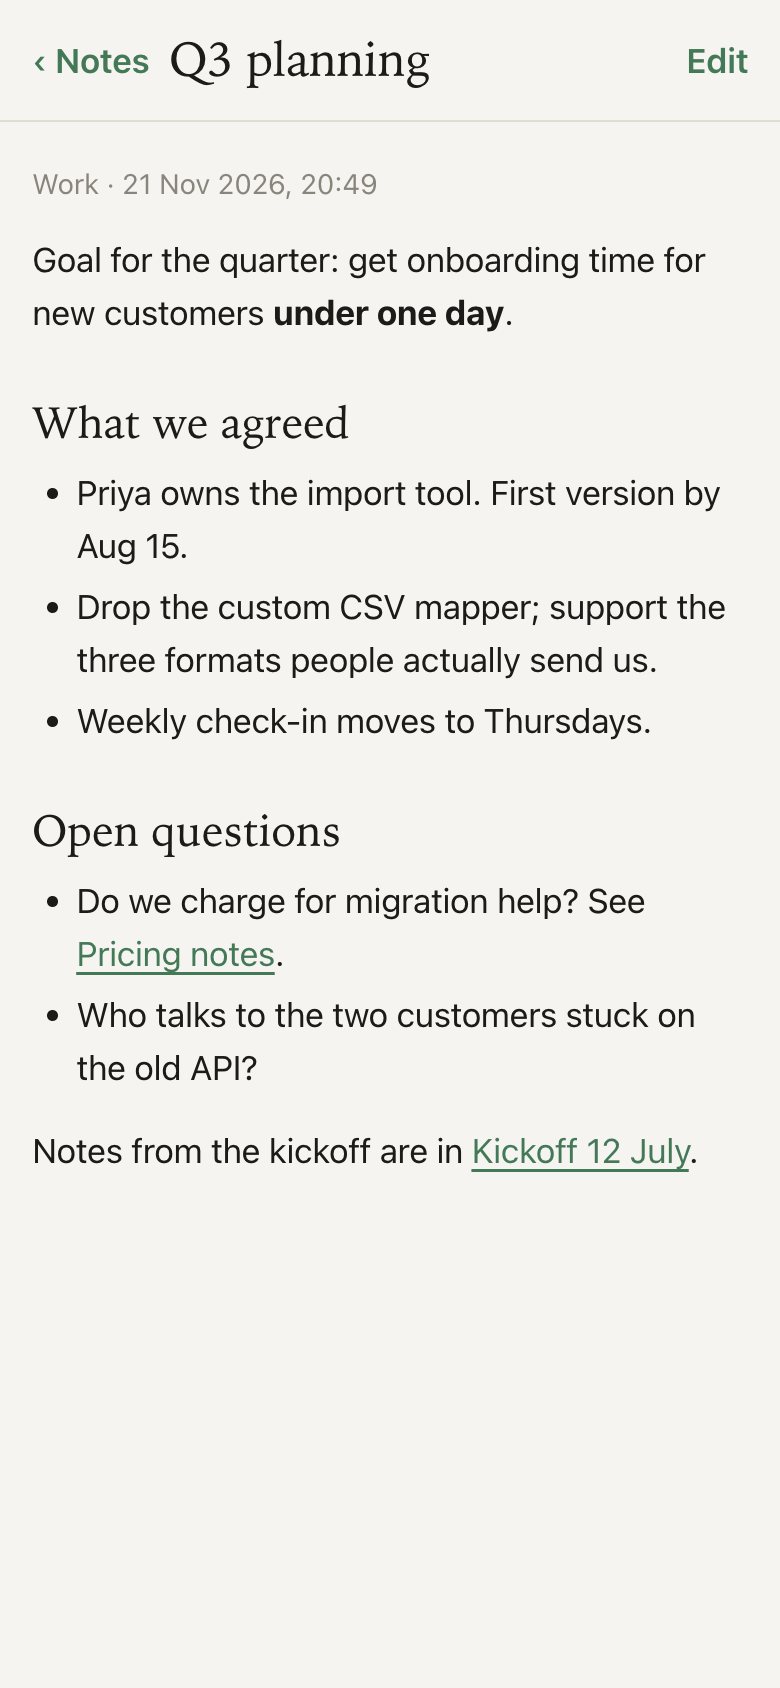 ‹ Notes Q3 planning Edit
Work · 21 Nov 2026, 20:49
Goal for the quarter: get onboarding time for
new customers under one day.
What we agreed
• Priya owns the import tool. First version by
Aug 15.
• Drop the custom CSV mapper; support the
three formats people actually send us.
• Weekly check-in moves to Thursdays.
Open questions
• Do we charge for migration help? See
Pricing notes.
• Who talks to the two customers stuck on
the old API?
Notes from the kickoff are in Kickoff 12 July.